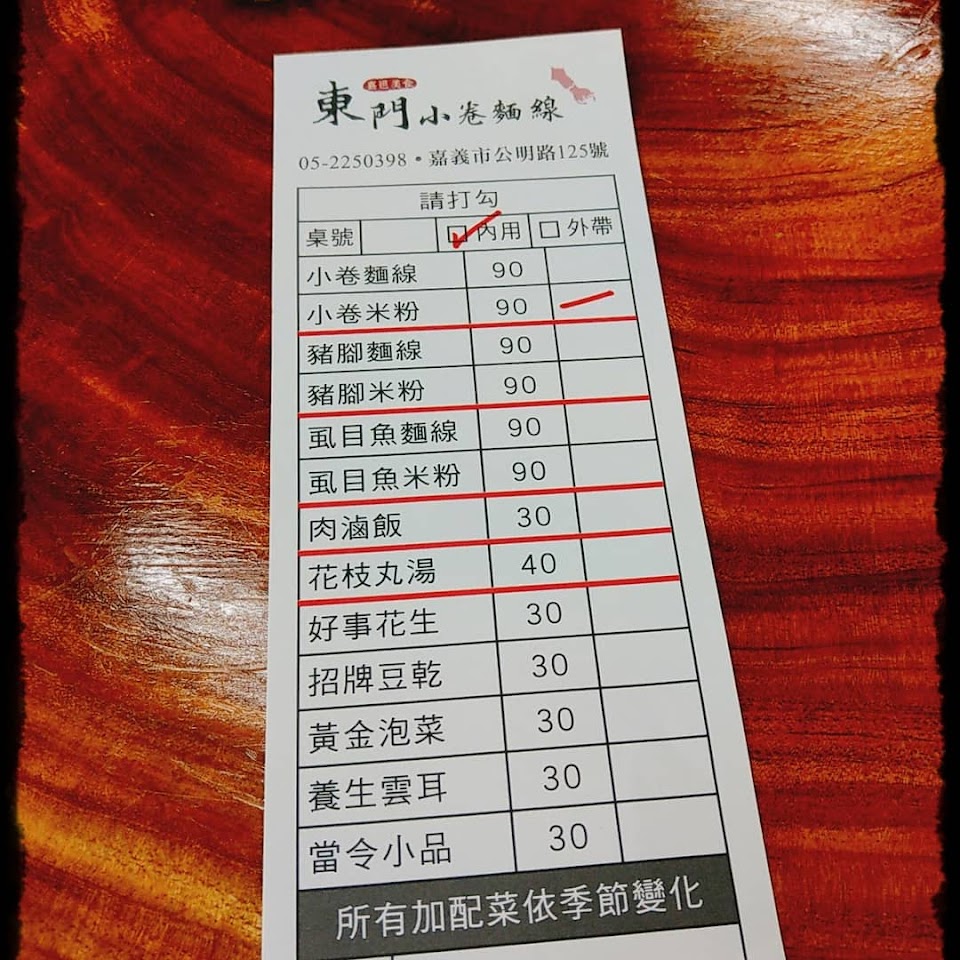 嘉邑美食
東門小卷麵線
05-2250398•嘉義市公明路125號
請打勾
桌號 □內用 □外帶
小卷麵線 90
小卷米粉 90
豬腳麵線 90
豬腳米粉 90
虱目魚麵線 90
虱目魚米粉 90
肉滷飯 30
花枝丸湯 40
好事花生 30
招牌豆乾 30
黃金泡菜 30
養生雲耳 30
當令小品 30
所有加配菜依季節變化